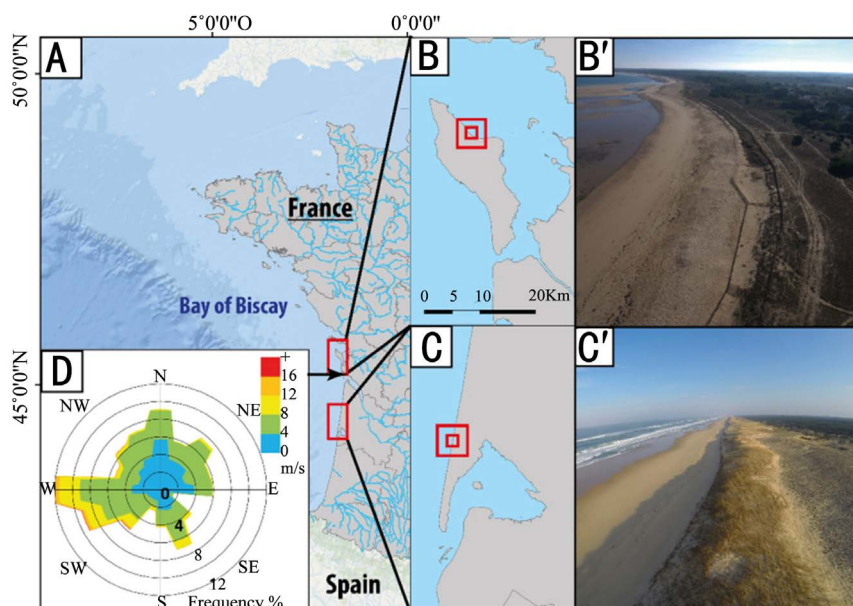 5°0'0"O 0°0'0"
A
B
B'
50°0'0"N
France
Bay of Biscay
0 5 10 20Km
C
C'
45°0'0"N
D
N
NW
NE
W
E
SW
SE
S
0
4
8
12
Frequency %
+
16
12
8
4
0
m/s
Spain